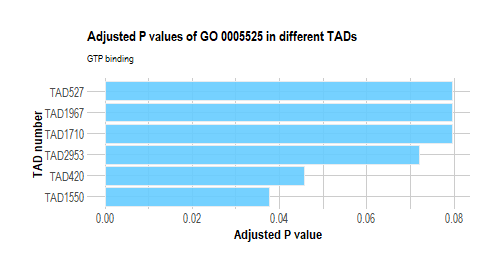 Adjusted P values of GO 0005525 in different TADs
GTP binding
TAD number
TAD527
TAD1967
TAD1710
TAD2953
TAD420
TAD1550
0.00 0.02 0.04 0.06 0.08
Adjusted P value